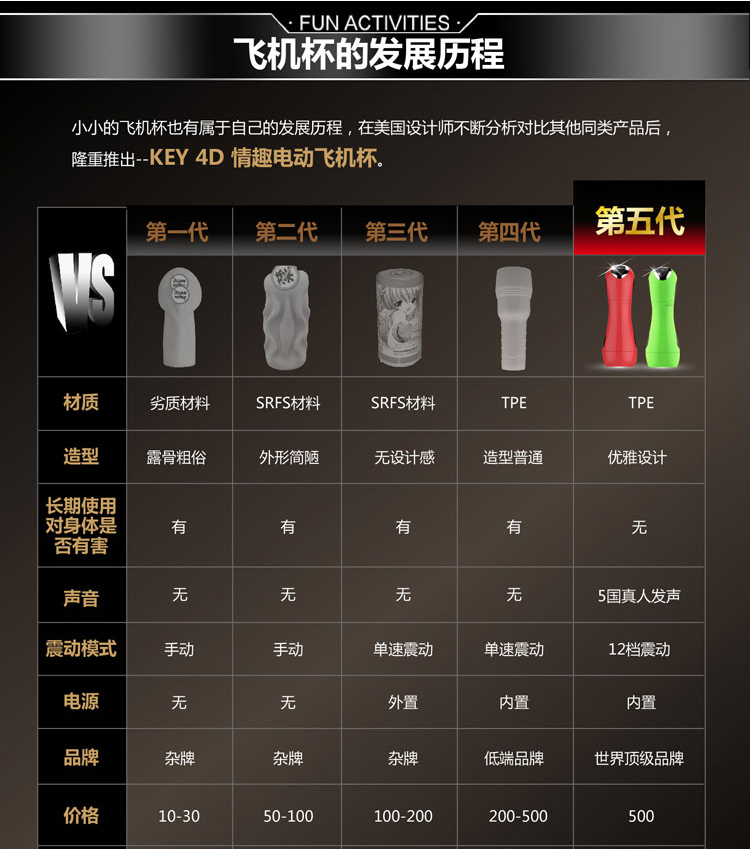 · FUN ACTIVITIES ·
飞机杯的发展历程
小小的飞机杯也有属于自己的发展历程，在美国设计师不断分析对比其他同类产品后，
隆重推出--KEY 4D 情趣电动飞机杯。
VS 第一代 第二代 第三代 第四代 第五代
材质 劣质材料 SRFS材料 SRFS材料 TPE TPE
造型 露骨粗俗 外形简陋 无设计感 造型普通 优雅设计
长期使用
对身体是
否有害 有 有 有 有 无
声音 无 无 无 无 5国真人发声
震动模式 手动 手动 单速震动 单速震动 12档震动
电源 无 无 外置 内置 内置
品牌 杂牌 杂牌 杂牌 低端品牌 世界顶级品牌
价格 10-30 50-100 100-200 200-500 500